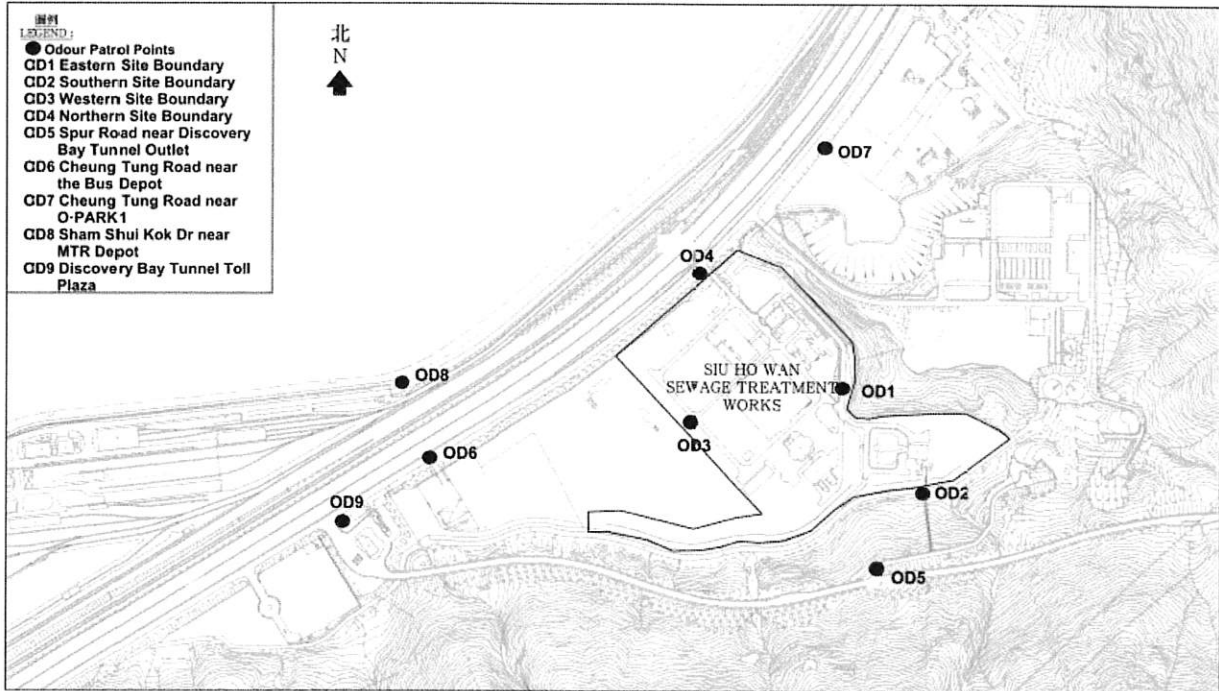 圖例
LEGEND :
Odour Patrol Points
OD1 Eastern Site Boundary
OD2 Southern Site Boundary
OD3 Western Site Boundary
OD4 Northern Site Boundary
OD5 Spur Road near Discovery
Bay Tunnel Outlet
OD6 Cheung Tung Road near
the Bus Depot
OD7 Cheung Tung Road near
O·PARK1
OD8 Sham Shui Kok Dr near
MTR Depot
OD9 Discovery Bay Tunnel Toll
Plaza
北
N
OD7
OD4
OD8
SIU HO WAN
SEWAGE TREATMENT
WORKS
OD1
OD3
OD6
OD2
OD9
OD5